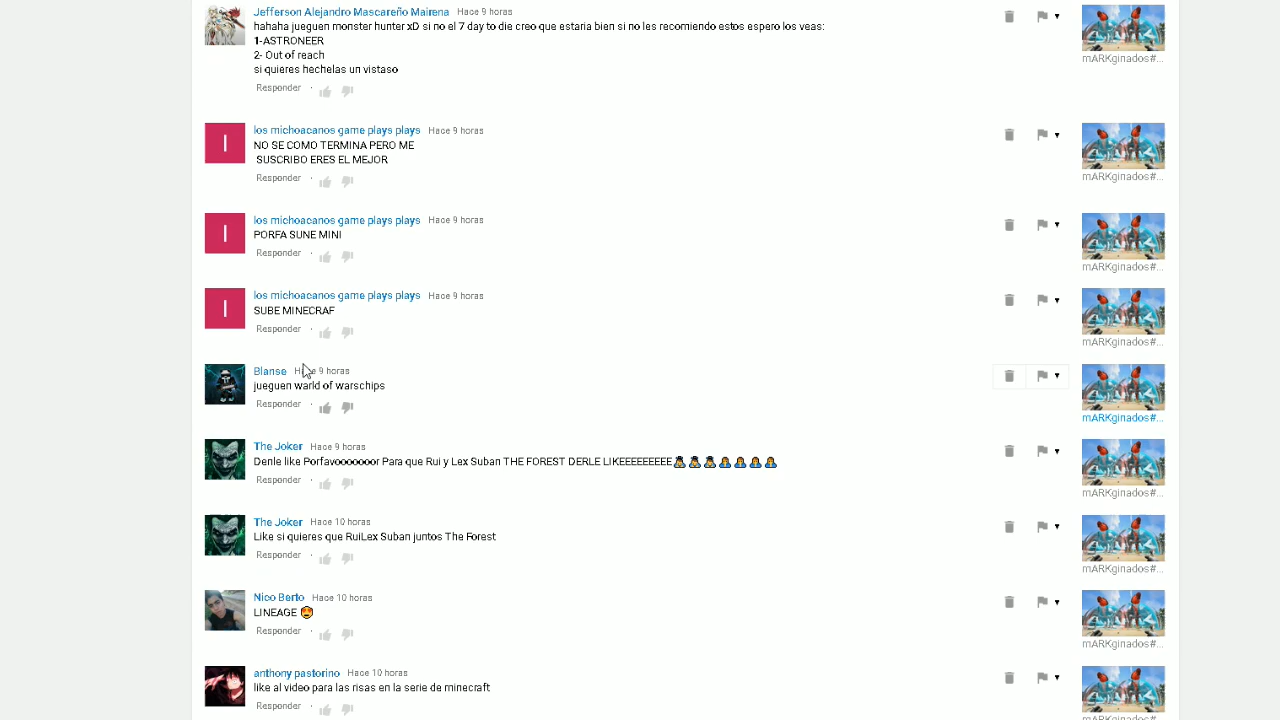 Jefferson Alejandro Mascareño Mairena Hace 9 horas
hahaha jueguen monster hunter xD si no el 7 day to die creo que estaria bien si no les recomiendo estos espero los veas:
1-ASTRONEER
2- Out of reach
si quieres hechelas un vistaso
Responder
mARKginados#...
los michoacanos game plays plays Hace 9 horas
NO SE COMO TERMINA PERO ME
SUSCRIBO ERES EL MEJOR
Responder
mARKginados#...
I
los michoacanos game plays plays Hace 9 horas
PORFA SUNE MINI
Responder
mARKginados#...
I
los michoacanos game plays plays Hace 9 horas
SUBE MINECRAF
Responder
mARKginados#...
I
Blanse Hace 9 horas
jueguen warld of warschips
Responder
mARKginados#...
The Joker Hace 9 horas
Denle like Porfavoooooooor Para que Rui y Lex Suban THE FOREST DERLE LIKEEEEEEEEE
Responder
mARKginados#...
The Joker Hace 10 horas
Like si quieres que RuiLex Suban juntos The Forest
Responder
mARKginados#...
Nico Berto Hace 10 horas
LINEAGE
Responder
mARKginados#...
anthony pastorino Hace 10 horas
like al video para las risas en la serie de minecraft
Responder
mARKginados#...